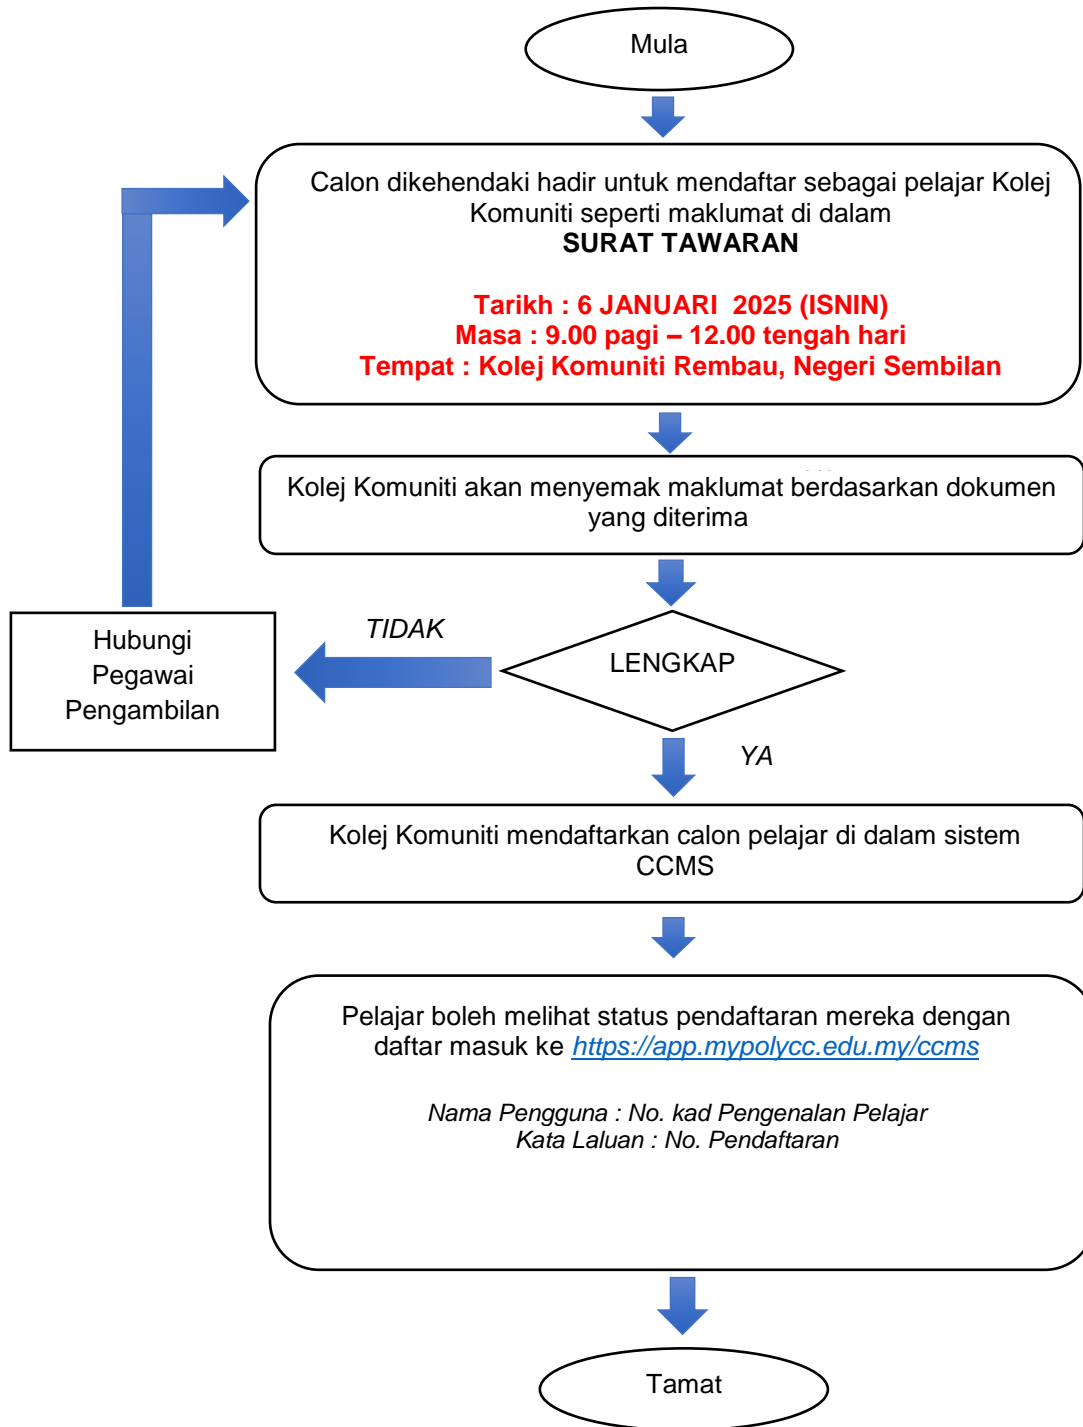 Mula
Calon dikehendaki hadir untuk mendaftar sebagai pelajar Kolej
Komuniti seperti maklumat di dalam
SURAT TAWARAN
Tarikh : 6 JANUARI  2025 (ISNIN)
Masa : 9.00 pagi – 12.00 tengah hari
Tempat : Kolej Komuniti Rembau, Negeri Sembilan
Kolej Komuniti akan menyemak maklumat berdasarkan dokumen
yang diterima
TIDAK
LENGKAP
Hubungi
Pegawai
Pengambilan
YA
Kolej Komuniti mendaftarkan calon pelajar di dalam sistem
CCMS
Pelajar boleh melihat status pendaftaran mereka dengan
daftar masuk ke https://app.mypolycc.edu.my/ccms
Nama Pengguna : No. kad Pengenalan Pelajar
Kata Laluan : No. Pendaftaran
Tamat